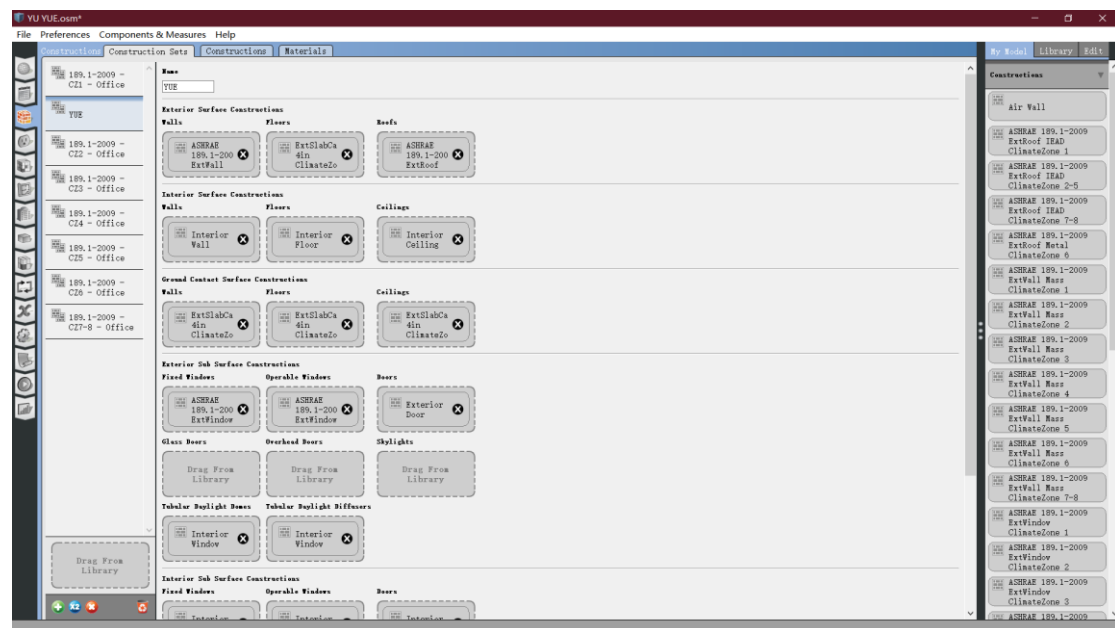 YU YUE.osm*
File Preferences Components & Measures Help
Constructions Construction Sets Constructions Materials
My Model Library Edit
189.1-2009 -
CZ1 - Office
YUE
189.1-2009 -
CZ2 - Office
189.1-2009 -
CZ3 - Office
189.1-2009 -
CZ4 - Office
189.1-2009 -
CZ5 - Office
189.1-2009 -
CZ6 - Office
189.1-2009 -
CZ7-8 - Office
Drag From
Library
Name
YUE
Exterior Surface Constructions
Walls Floors Roofs
ASHRAE
189.1-200
ExtWall
ExtSlabCa
4in
ClimateZo
ASHRAE
189.1-200
ExtRoof
Interior Surface Constructions
Walls Floors Ceilings
Interior
Wall
Interior
Floor
Interior
Ceiling
Ground Contact Surface Constructions
Walls Floors Ceilings
ExtSlabCa
4in
ClimateZo
ExtSlabCa
4in
ClimateZo
ExtSlabCa
4in
ClimateZo
Exterior Sub Surface Constructions
Fixed Windows Operable Windows Doors
ASHRAE
189.1-200
ExtWindow
ASHRAE
189.1-200
ExtWindow
Exterior
Door
Glass Doors Overhead Doors Skylights
Drag From
Library
Drag From
Library
Drag From
Library
Tubular Daylight Domes Tubular Daylight Diffusers
Interior
Window
Interior
Window
Interior Sub Surface Constructions
Fixed Windows Operable Windows Doors
Constructions
Air Wall
ASHRAE 189.1-2009
ExtRoof IEAD
ClimateZone 1
ASHRAE 189.1-2009
ExtRoof IEAD
ClimateZone 2-5
ASHRAE 189.1-2009
ExtRoof IEAD
ClimateZone 7-8
ASHRAE 189.1-2009
ExtRoof Metal
ClimateZone 6
ASHRAE 189.1-2009
ExtWall Mass
ClimateZone 1
ASHRAE 189.1-2009
ExtWall Mass
ClimateZone 2
ASHRAE 189.1-2009
ExtWall Mass
ClimateZone 3
ASHRAE 189.1-2009
ExtWall Mass
ClimateZone 4
ASHRAE 189.1-2009
ExtWall Mass
ClimateZone 5
ASHRAE 189.1-2009
ExtWall Mass
ClimateZone 6
ASHRAE 189.1-2009
ExtWall Mass
ClimateZone 7-8
ASHRAE 189.1-2009
ExtWindow
ClimateZone 1
ASHRAE 189.1-2009
ExtWindow
ClimateZone 2
ASHRAE 189.1-2009
ExtWindow
ClimateZone 3
ASHRAE 189.1-2009